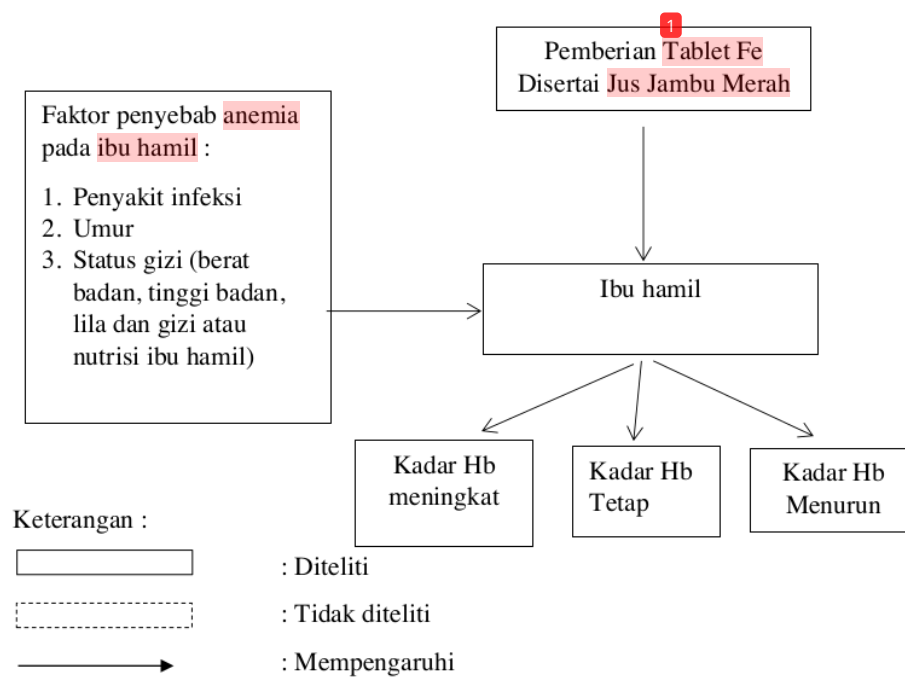 1
Pemberian Tablet Fe
Disertai Jus Jambu Merah
Faktor penyebab anemia
pada ibu hamil :
1. Penyakit infeksi
2. Umur
3. Status gizi (berat
badan, tinggi badan,
lila dan gizi atau
nutrisi ibu hamil)
Ibu hamil
Kadar Hb
meningkat
Kadar Hb
Tetap
Kadar Hb
Menurun
Keterangan :
: Diteliti
: Tidak diteliti
: Mempengaruhi